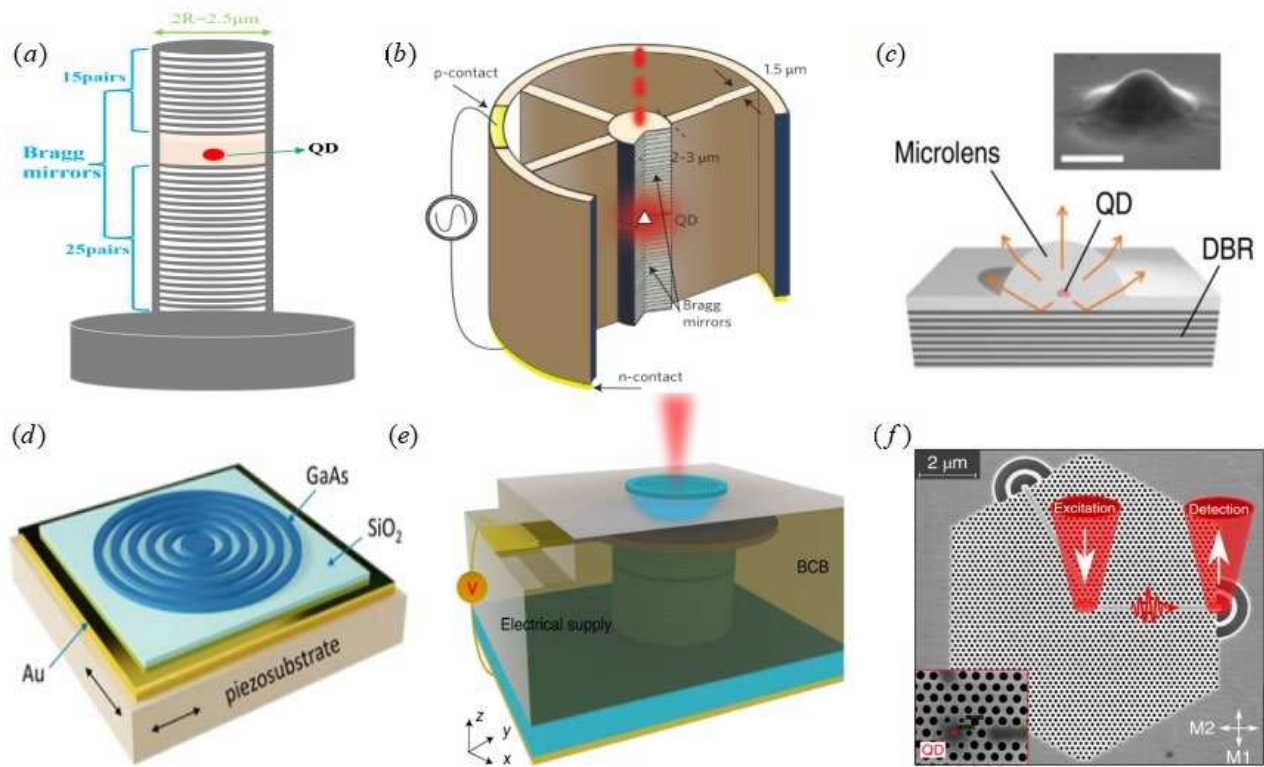 (a)
2R=2.5μm
15pairs
Bragg
mirrors
QD
25pairs
(b)
p-contact
1.5 μm
2–3 μm
QD
Bragg
mirrors
n-contact
(c)
Microlens
QD
DBR
(d)
GaAs
SiO₂
Au
piezosubstrate
(e)
V
BCB
Electrical supply
z
y
x
(f)
2 μm
Excitation
Detection
QD
M2
M1